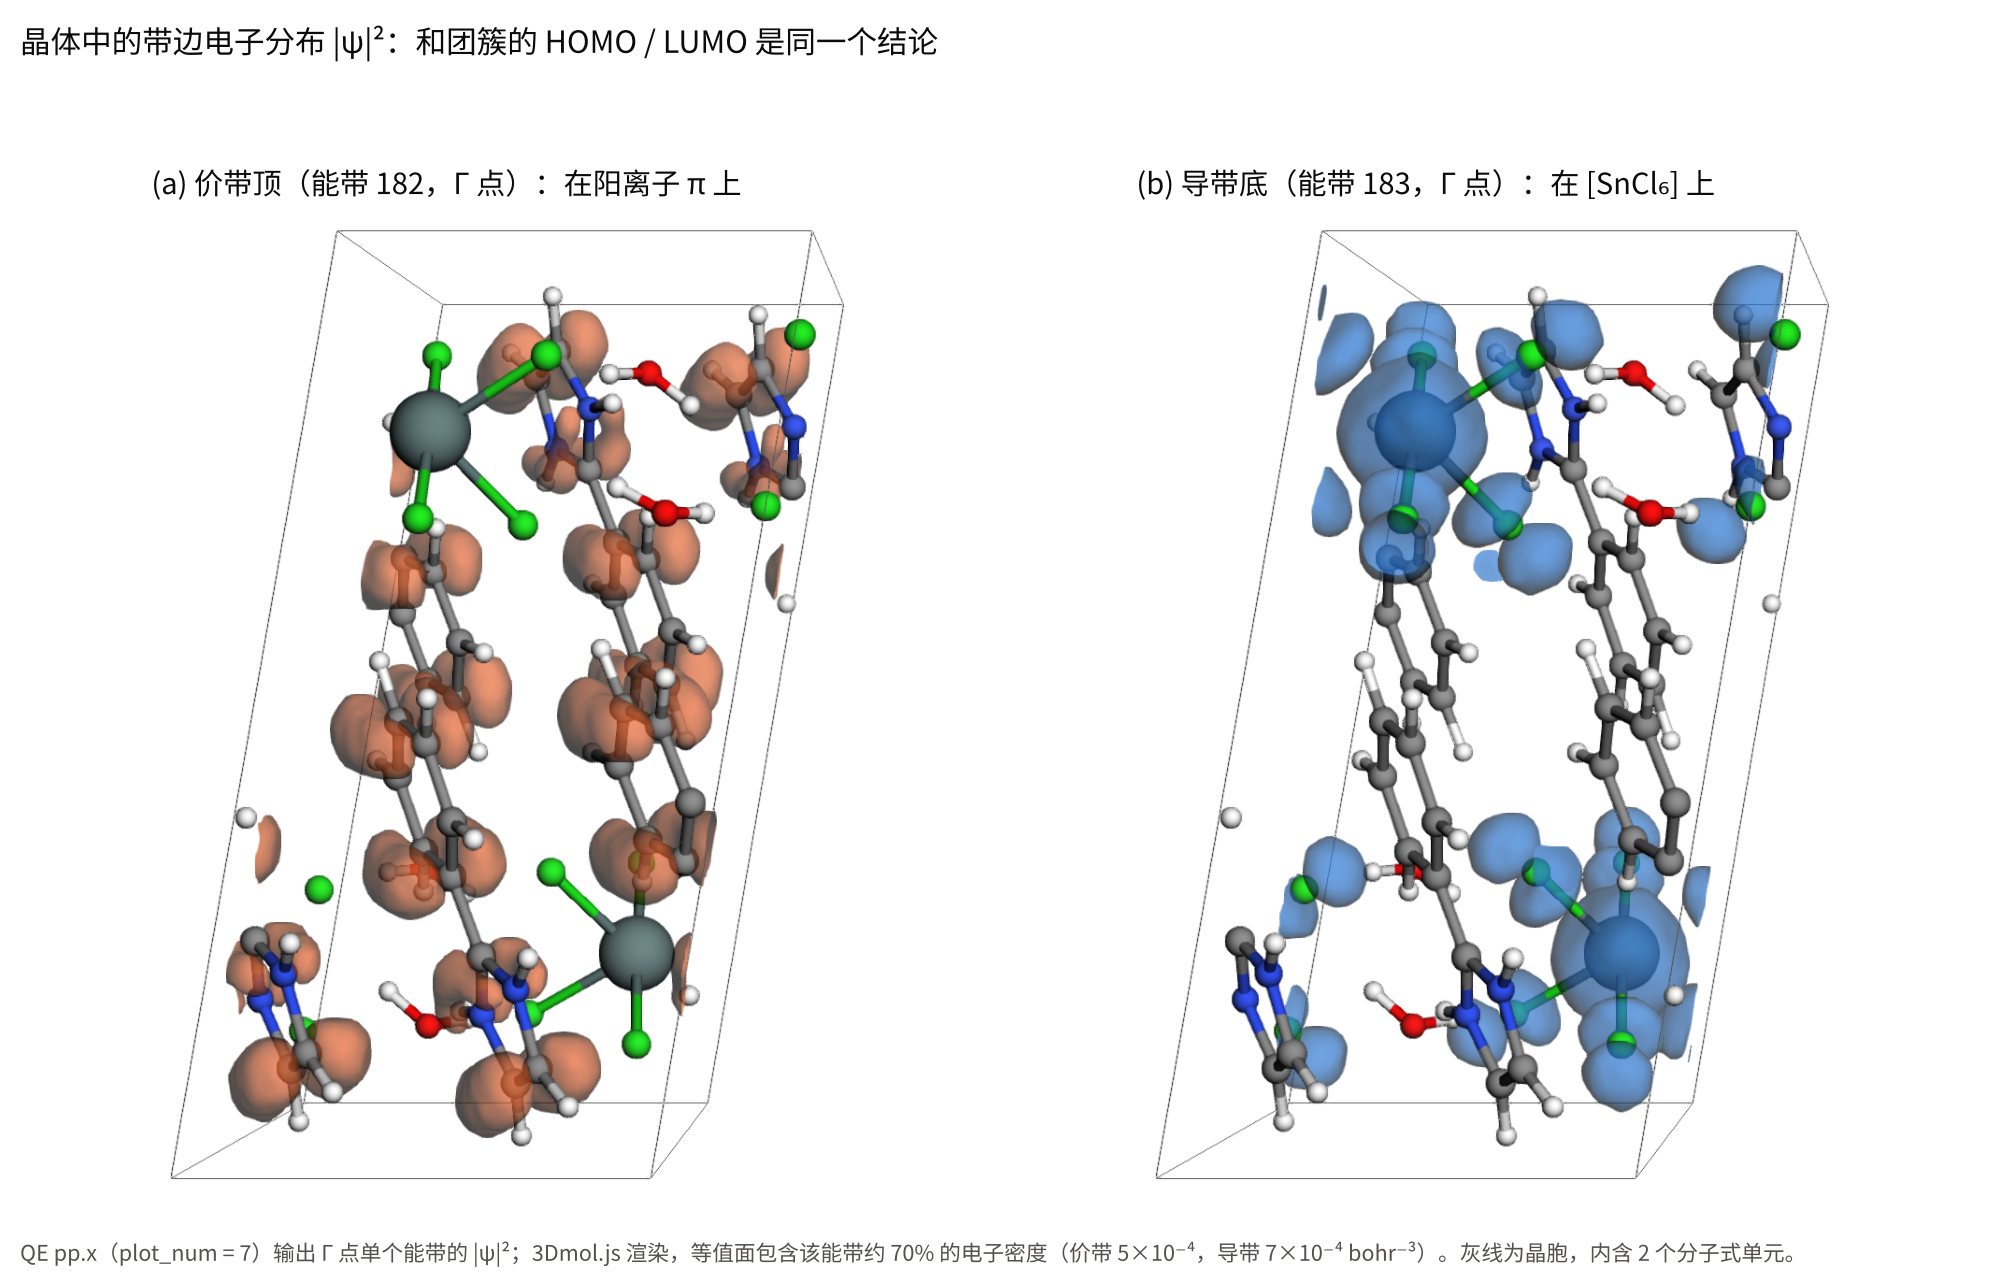 晶体中的带边电子分布 |ψ|²：和团簇的 HOMO / LUMO 是同一个结论
(a) 价带顶（能带 182，Γ 点）：在阳离子 π 上
(b) 导带底（能带 183，Γ 点）：在 [SnCl₆] 上
QE pp.x（plot_num = 7）输出 Γ 点单个能带的 |ψ|²；3Dmol.js 渲染，等值面包含该能带约 70% 的电子密度（价带 5×10⁻⁴，导带 7×10⁻⁴ bohr⁻³）。灰线为晶胞，内含 2 个分子式单元。